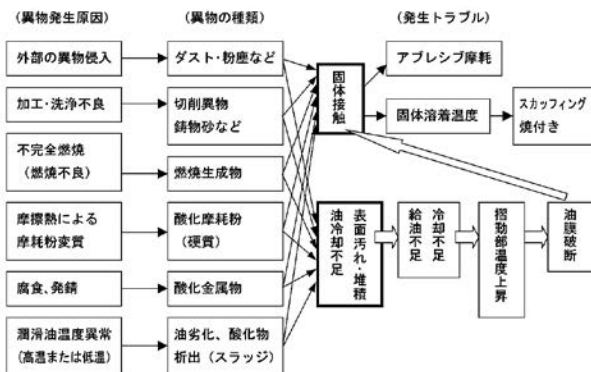 (異物発生原因)
(異物の種類)
(発生トラブル)
外部の異物侵入
ダスト・粉塵など
固体接触
アブレシブ摩耗
加工・洗浄不良
切削異物
鋳物砂など
固体溶着温度
スカッフィング
焼付き
不完全燃焼
(燃焼不良)
燃焼生成物
摩擦熱による
摩耗粉変質
酸化摩耗粉
(硬質)
表面汚れ・堆積
油冷却不足
冷却不足
給油不足
摺動部温度上昇
油膜破断
腐食、発錆
酸化金属物
潤滑油温度異常
(高温または低温)
油劣化、酸化物
析出(スラッジ)